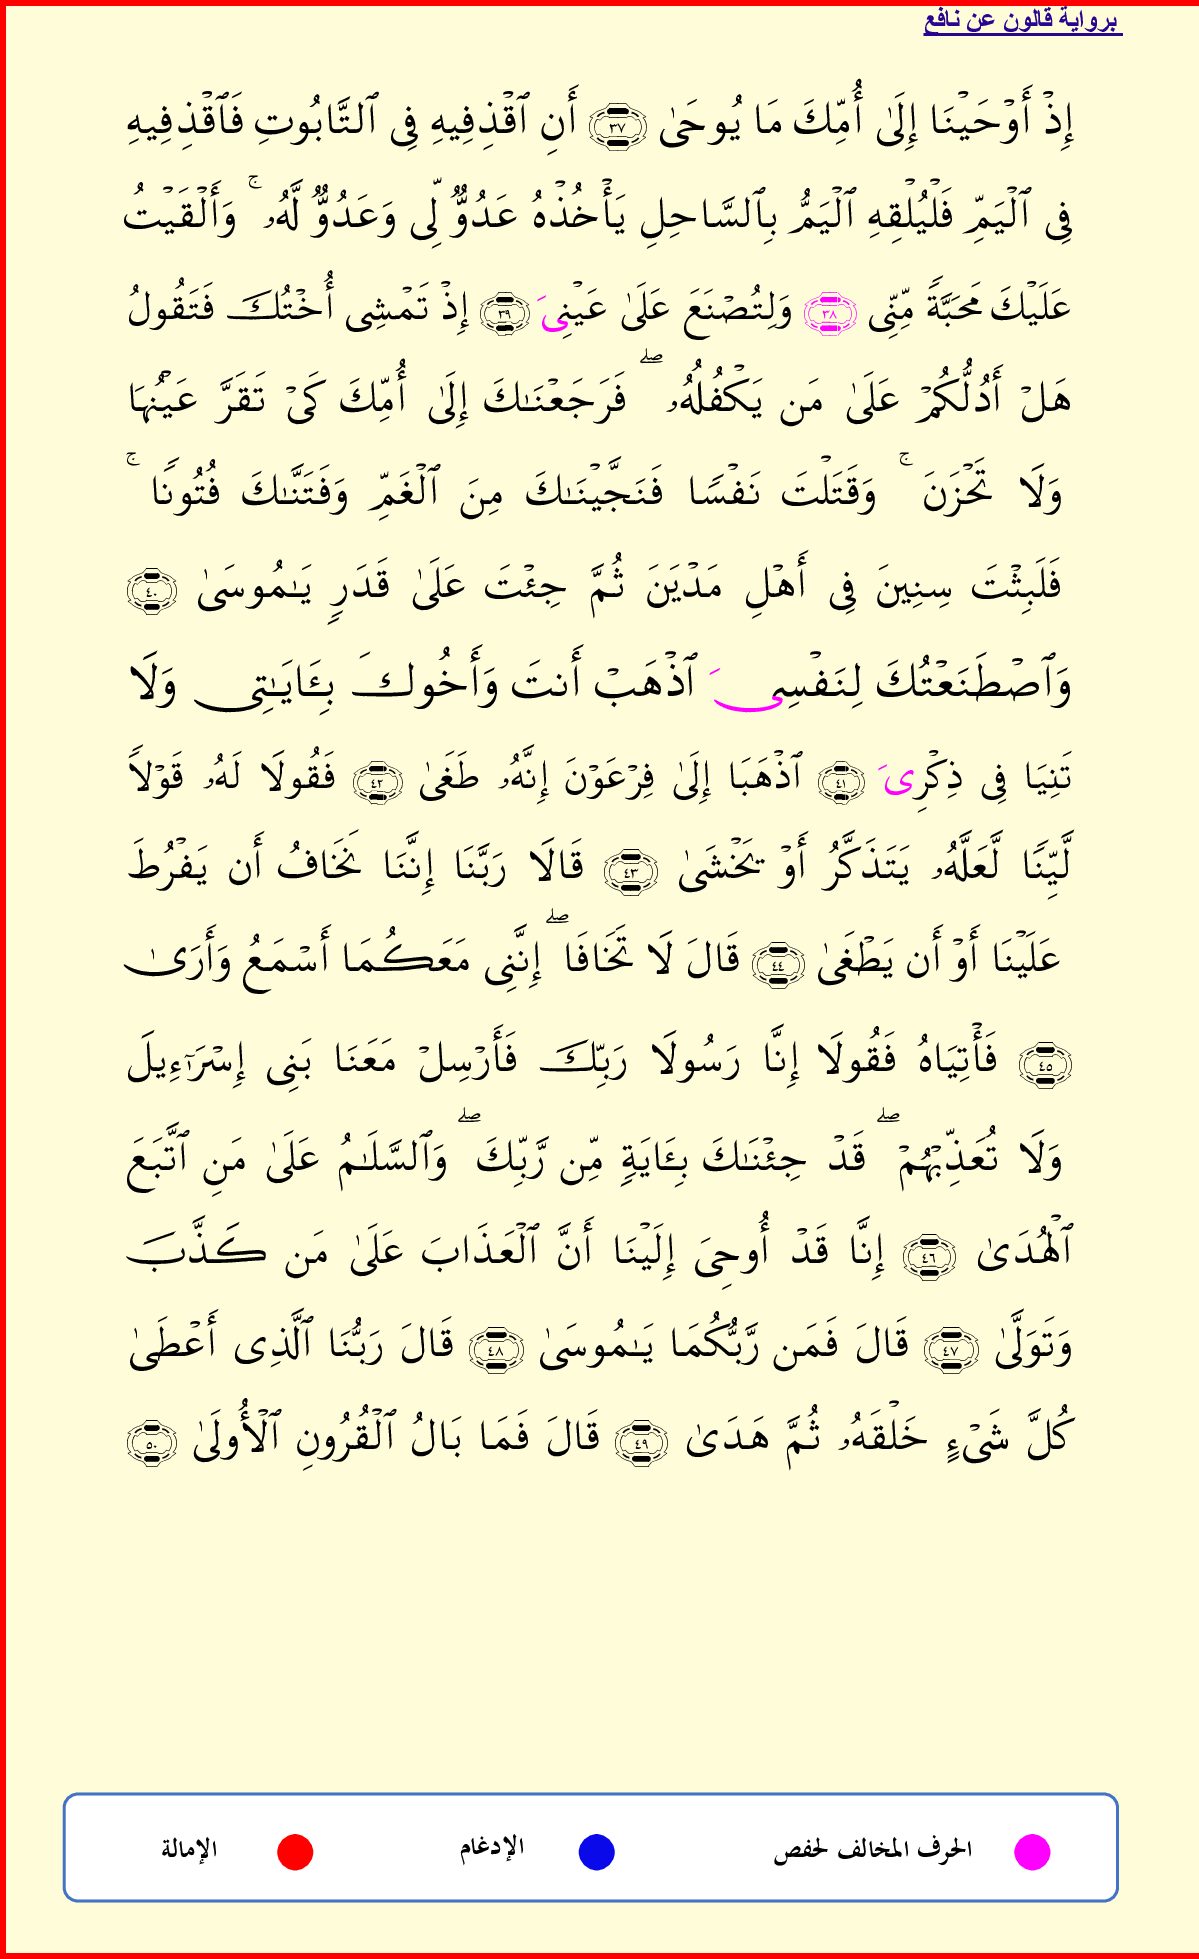 برواية قالون عن نافع
إِذْ أَوْحَيْنَا إِلَىٰ أُمِّكَ مَا يُوحَىٰ ٣٧ أَنِ ٱقْذِفِيهِ فِى ٱلتَّابُوتِ فَٱقْذِفِيهِ
فِى ٱلْيَمِّ فَلْيُلْقِهِ ٱلْيَمُّ بِٱلسَّاحِلِ يَأْخُذْهُ عَدُوٌّ لِّى وَعَدُوٌّ لَّهُۥ ۚ وَأَلْقَيْتُ
عَلَيْكَ مَحَبَّةً مِّنِّى ٣٨ وَلِتُصْنَعَ عَلَىٰ عَيْنِىَ ٣٩ إِذْ تَمْشِى أُخْتُكَ فَتَقُولُ
هَلْ أَدُلُّكُمْ عَلَىٰ مَن يَكْفُلُهُۥ ۖ فَرَجَعْنَـٰكَ إِلَىٰ أُمِّكَ كَىْ تَقَرَّ عَيْنُهَا
وَلَا تَحْزَنَ ۚ وَقَتَلْتَ نَفْسًا فَنَجَّيْنَـٰكَ مِنَ ٱلْغَمِّ وَفَتَنَّـٰكَ فُتُونًا ۚ
فَلَبِثْتَ سِنِينَ فِى أَهْلِ مَدْيَنَ ثُمَّ جِئْتَ عَلَىٰ قَدَرٍ يَـٰمُوسَىٰ ٤٠
وَٱصْطَنَعْتُكَ لِنَفْسِىَ ٱذْهَبْ أَنتَ وَأَخُوكَ بِـَٔايَـٰتِى وَلَا
تَنِيَا فِى ذِكْرِىَ ٤١ ٱذْهَبَا إِلَىٰ فِرْعَوْنَ إِنَّهُۥ طَغَىٰ ٤٢ فَقُولَا لَهُۥ قَوْلًا
لَّيِّنًا لَّعَلَّهُۥ يَتَذَكَّرُ أَوْ يَخْشَىٰ ٤٣ قَالَا رَبَّنَا إِنَّنَا نَخَافُ أَن يَفْرُطَ
عَلَيْنَا أَوْ أَن يَطْغَىٰ ٤٤ قَالَ لَا تَخَافَا ۖ إِنَّنِى مَعَكُمَا أَسْمَعُ وَأَرَىٰ
٤٥ فَأْتِيَاهُ فَقُولَا إِنَّا رَسُولَا رَبِّكَ فَأَرْسِلْ مَعَنَا بَنِى إِسْرَٰٓءِيلَ
وَلَا تُعَذِّبْهُمْ ۖ قَدْ جِئْنَـٰكَ بِـَٔايَةٍ مِّن رَّبِّكَ ۖ وَٱلسَّلَـٰمُ عَلَىٰ مَنِ ٱتَّبَعَ
ٱلْهُدَىٰ ٤٦ إِنَّا قَدْ أُوحِىَ إِلَيْنَا أَنَّ ٱلْعَذَابَ عَلَىٰ مَن كَذَّبَ
وَتَوَلَّىٰ ٤٧ قَالَ فَمَن رَّبُّكُمَا يَـٰمُوسَىٰ ٤٨ قَالَ رَبُّنَا ٱلَّذِى أَعْطَىٰ
كُلَّ شَىْءٍ خَلْقَهُۥ ثُمَّ هَدَىٰ ٤٩ قَالَ فَمَا بَالُ ٱلْقُرُونِ ٱلْأُولَىٰ ٥٠
الحرف المخالف لحفص الإدغام الإمالة